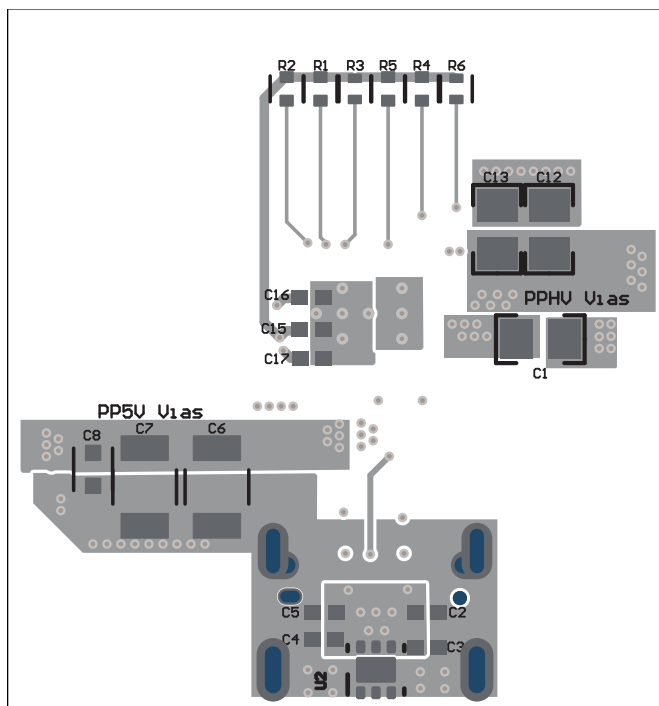 R2 R1 R3 R5 R4 R6
C13 C12
C16
PPHV Vias
C15
C17
C1
PP5V Vias
C8 C7 C6
C5 C2
C4 C3
U2